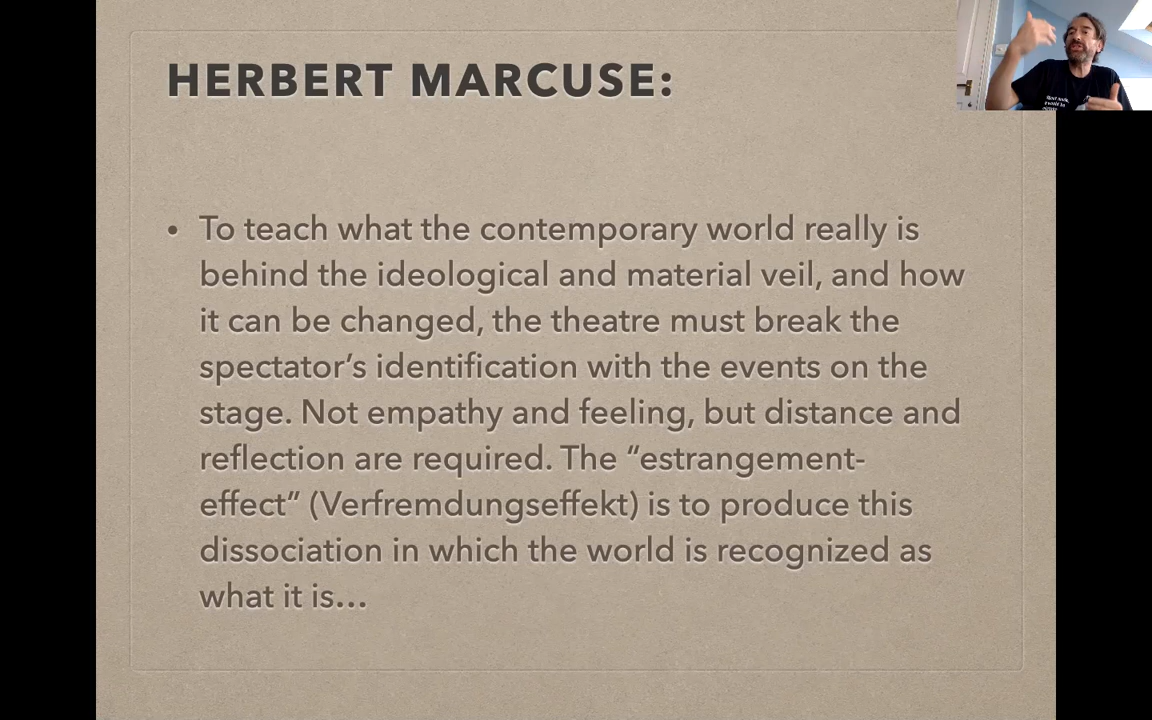 HERBERT MARCUSE:
• To teach what the contemporary world really is
behind the ideological and material veil, and how
it can be changed, the theatre must break the
spectator’s identification with the events on the
stage. Not empathy and feeling, but distance and
reflection are required. The “estrangement-
effect” (Verfremdungseffekt) is to produce this
dissociation in which the world is recognized as
what it is…